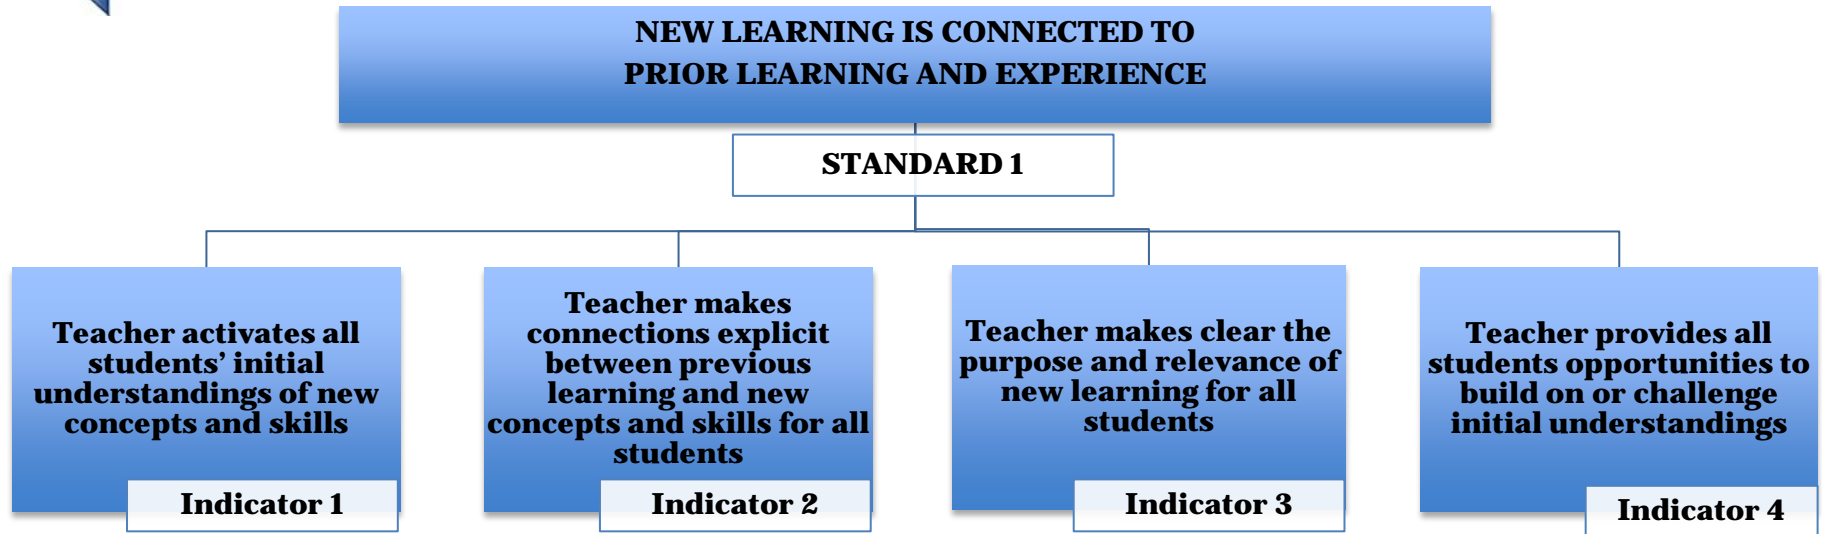 NEW LEARNING IS CONNECTED TO
PRIOR LEARNING AND EXPERIENCE
STANDARD 1
Teacher activates all
students’ initial
understandings of new
concepts and skills
Indicator 1
Teacher makes
connections explicit
between previous
learning and new
concepts and skills for all
students
Indicator 2
Teacher makes clear the
purpose and relevance of
new learning for all
students
Indicator 3
Teacher provides all
students opportunities to
build on or challenge
initial understandings
Indicator 4